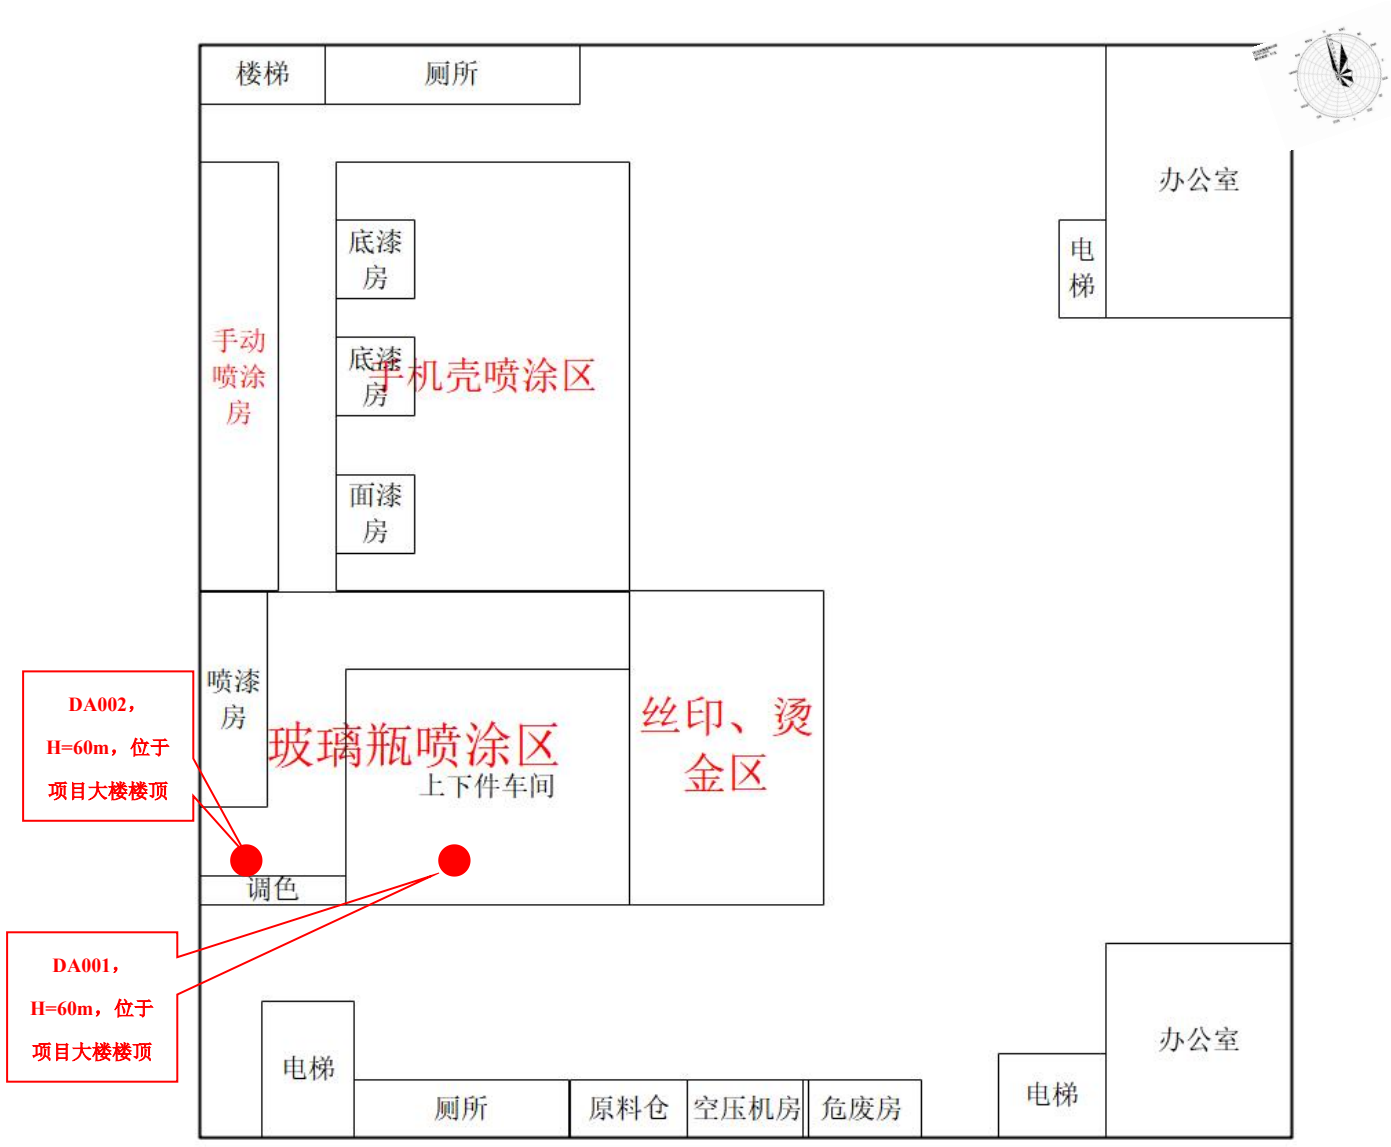 楼梯
厕所
办公室
电
梯
底漆
房
手动
喷涂
房
底漆
房
手机壳喷涂区
面漆
房
喷漆
房
DA002，
H=60m，位于
项目大楼楼顶
玻璃瓶喷涂区
上下件车间
丝印、烫
金区
调色
DA001，
H=60m，位于
项目大楼楼顶
电梯
厕所
原料仓
空压机房
危废房
电梯
办公室